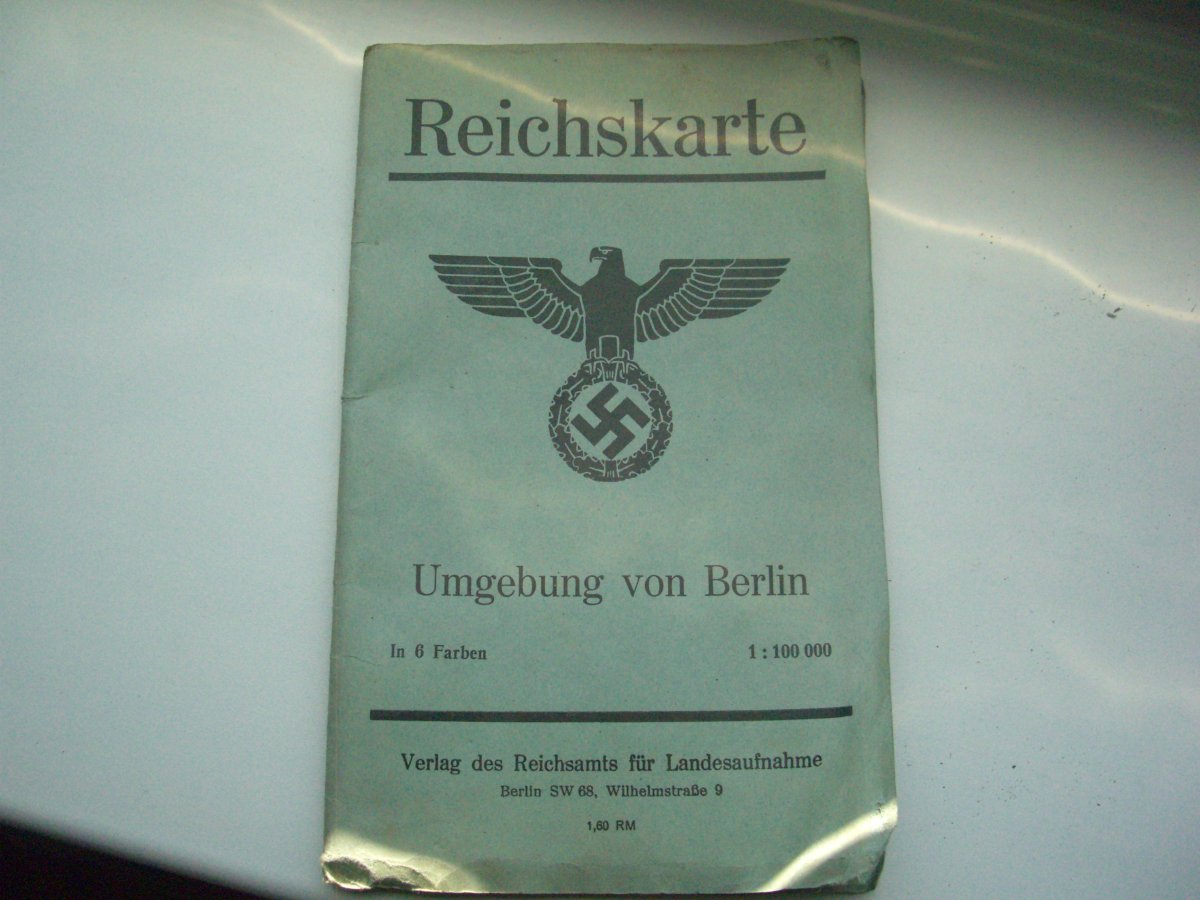 Reichskarte
Umgebung von Berlin
In 6 Farben 1 : 100 000
Verlag des Reichsamts für Landesaufnahme
Berlin SW 68, Wilhelmstraße 9
1,60 RM